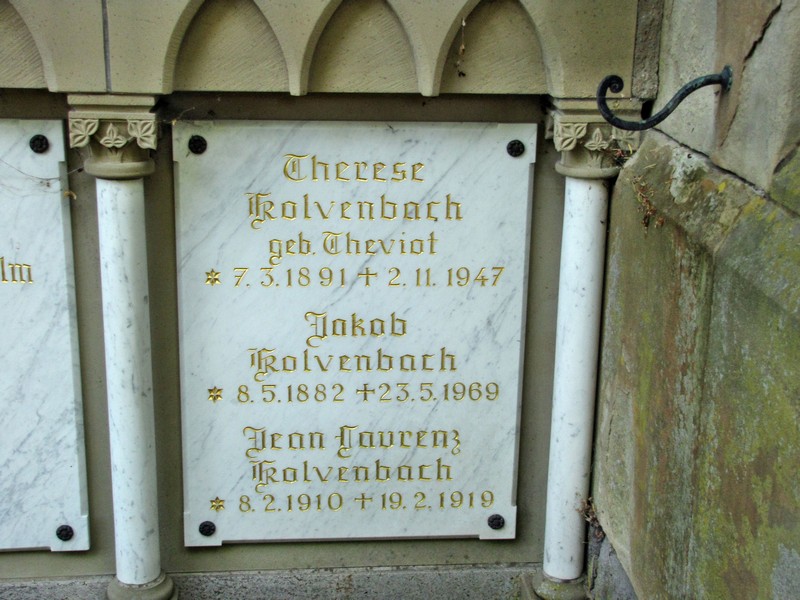 Therese
Kolvenbach
geb. Theviot
* 7.3.1891 + 2.11.1947
Jakob
Kolvenbach
* 8.5.1882 + 23.5.1969
Jean Laurenz
Kolvenbach
* 8.2.1910 + 19.2.1919